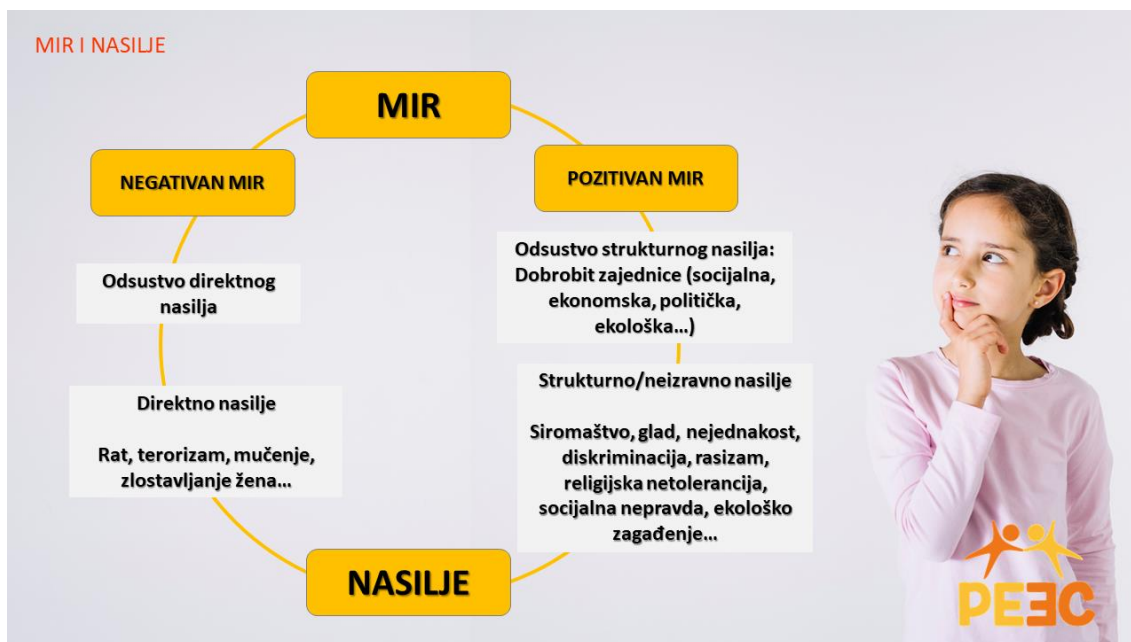 MIR I NASILJE
MIR
NEGATIVAN MIR
POZITIVAN MIR
Odsustvo direktnog
nasilja
Odsustvo strukturnog nasilja:
Dobrobit zajednice (socijalna,
ekonomska, politička,
ekološka...)
Direktno nasilje
Rat, terorizam, mučenje,
zlostavljanje žena...
Strukturno/neizravno nasilje
Siromaštvo, glad, nejednakost,
diskriminacija, rasizam,
religijska netolerancija,
socijalna nepravda, ekološko
zagađenje...
NASILJE
PEEC